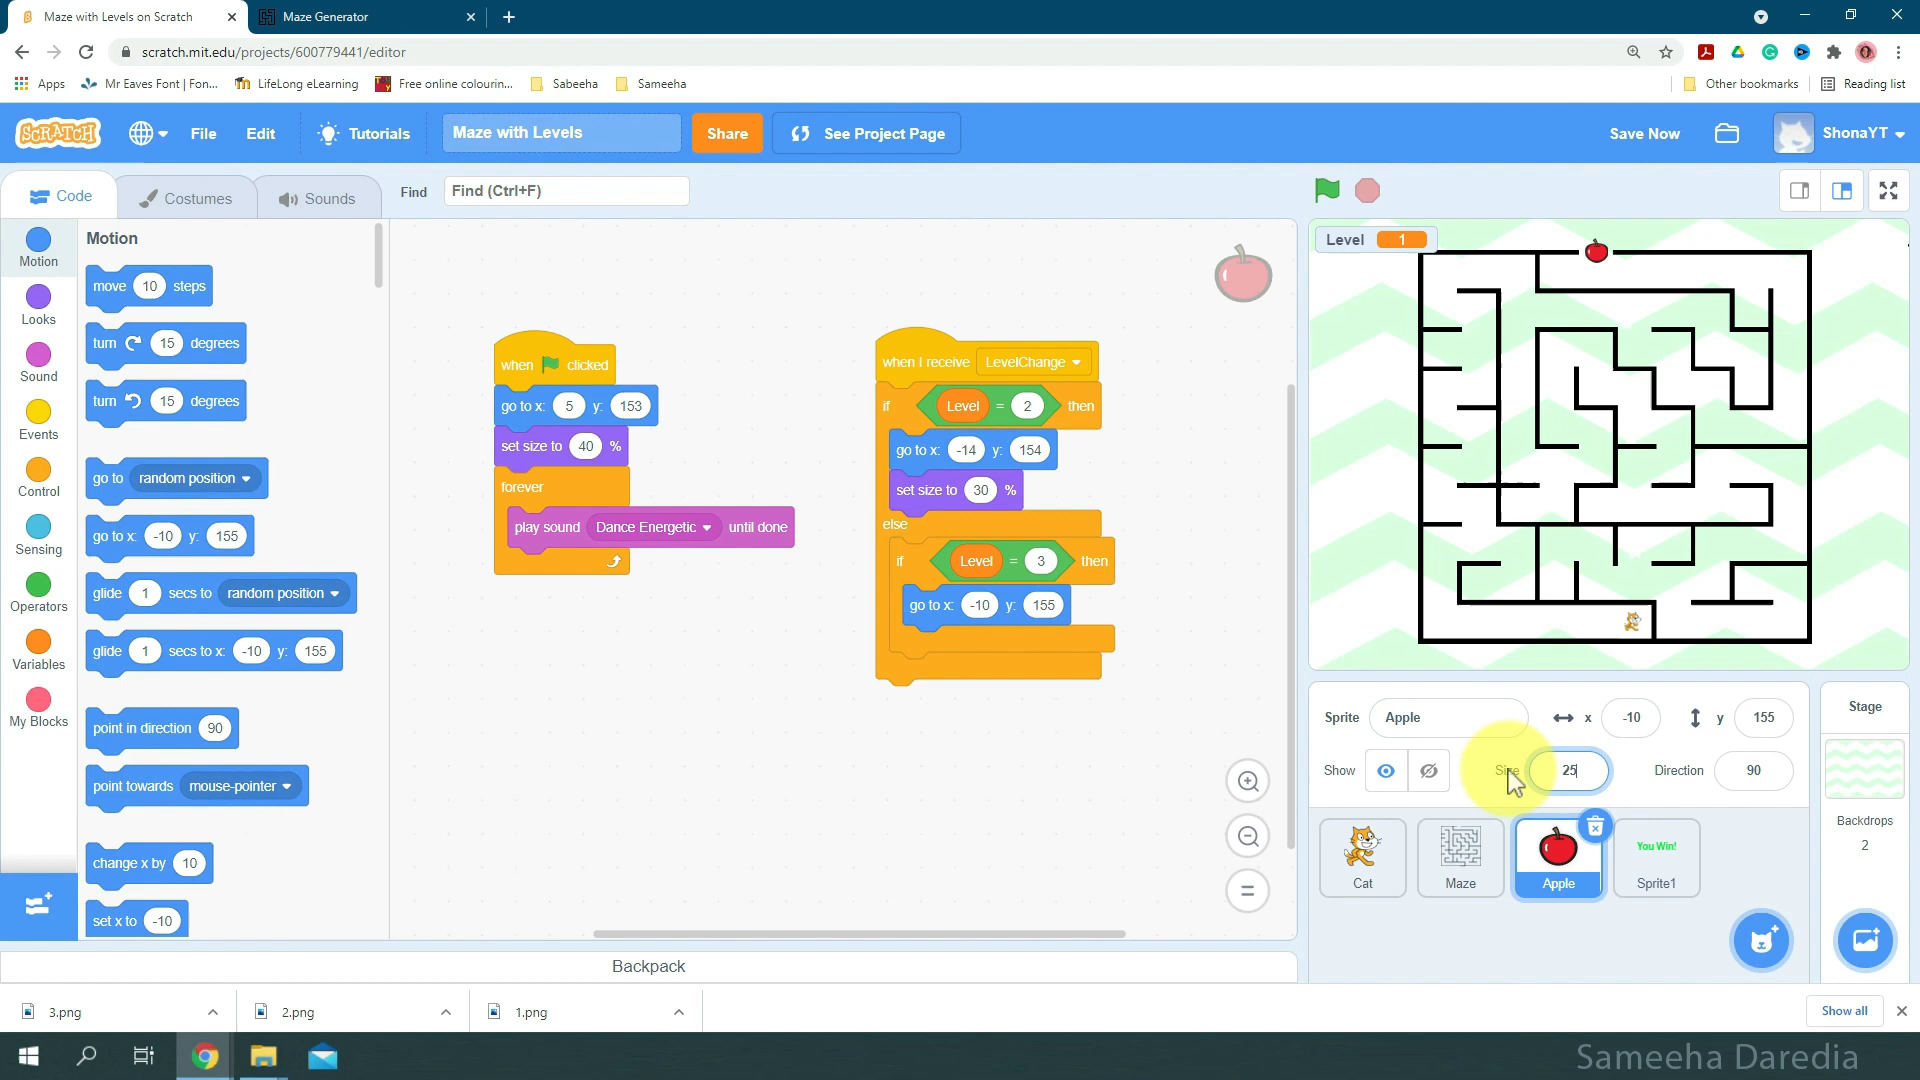 Maze with Levels on Scratch
Maze Generator
scratch.mit.edu/projects/600779441/editor
Apps
Mr Eaves Font | Fon...
LifeLong eLearning
Free online colourin...
Sabeeha
Sameeha
Other bookmarks
Reading list
SCRATCH
File
Edit
Tutorials
Maze with Levels
Share
See Project Page
Save Now
ShonaYT
Code
Costumes
Sounds
Find
Find (Ctrl+F)
Motion
Looks
Sound
Events
Control
Sensing
Operators
Variables
My Blocks
Motion
move 10 steps
turn 15 degrees
turn 15 degrees
go to random position
go to x: -10 y: 155
glide 1 secs to random position
glide 1 secs to x: -10 y: 155
point in direction 90
point towards mouse-pointer
change x by 10
set x to -10
when clicked
go to x: 5 y: 153
set size to 40 %
forever
play sound Dance Energetic until done
when I receive LevelChange
if Level = 2 then
go to x: -14 y: 154
set size to 30 %
else
if Level = 3 then
go to x: -10 y: 155
Level 1
Sprite Apple x -10 y 155
Show Size 25 Direction 90
Cat
Maze
Apple
You Win!
Sprite1
Stage
Backdrops
2
Backpack
3.png
2.png
1.png
Show all
Sameeha Daredia